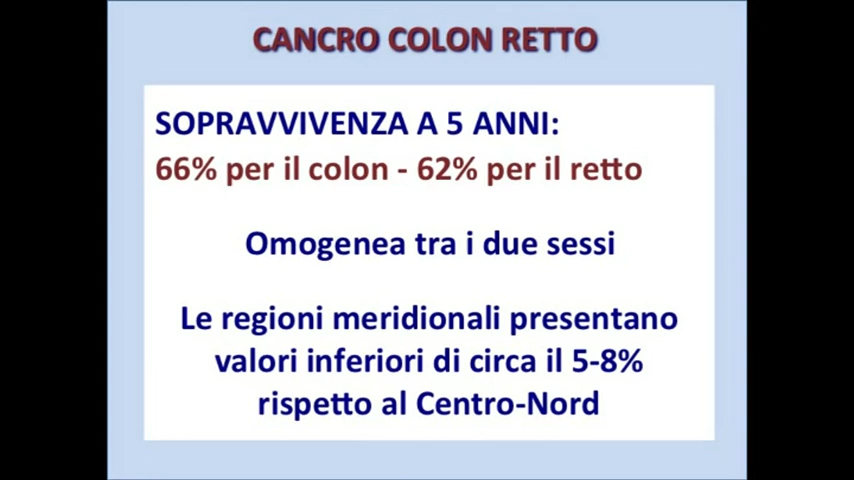 CANCRO COLON RETTO
SOPRAVVIVENZA A 5 ANNI:
66% per il colon - 62% per il retto
Omogenea tra i due sessi
Le regioni meridionali presentano
valori inferiori di circa il 5-8%
rispetto al Centro-Nord